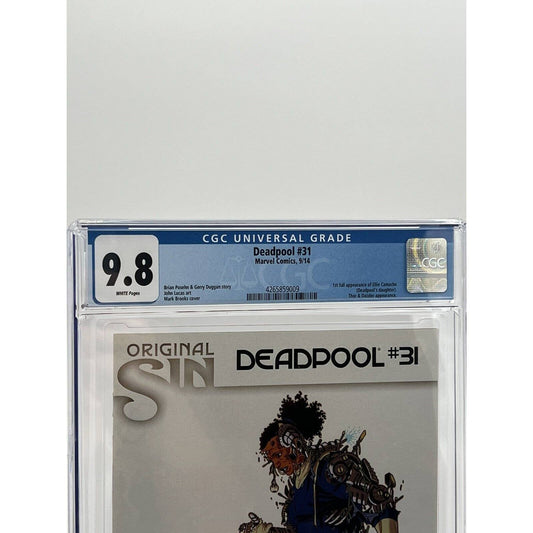 CGC UNIVERSAL GRADE
9.8
WHITE Pages
Deadpool #31
Marvel Comics, 9/14
Brian Posehn & Gerry Duggan story
John Lucas art
Mark Brooks cover
4265859009
1st full appearance of Ellie Camacho
(Deadpool's daughter).
Thor & Dazzler appearance.
CGC
CGC
ORIGINAL
SIN
DEADPOOL #31